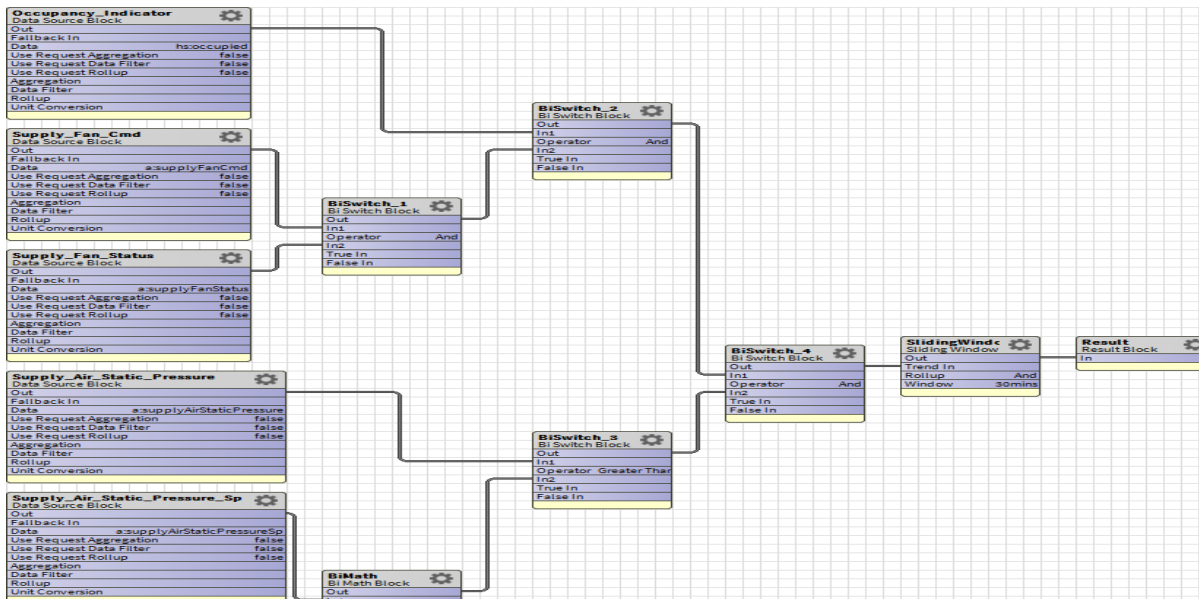 Occupancy_Indicator
Data Source Block
Out
Fallback In
Data hs:occupied
Use Request Aggregation false
Use Request Data Filter false
Use Request Rollup false
Aggregation
Data Filter
Rollup
Unit Conversion
Supply_Fan_Cmd
Data Source Block
Out
Fallback In
Data a:supplyFanCmd
Use Request Aggregation false
Use Request Data Filter false
Use Request Rollup false
Aggregation
Data Filter
Rollup
Unit Conversion
Supply_Fan_Status
Data Source Block
Out
Fallback In
Data a:supplyFanStatus
Use Request Aggregation false
Use Request Data Filter false
Use Request Rollup false
Aggregation
Data Filter
Rollup
Unit Conversion
Supply_Air_Static_Pressure
Data Source Block
Out
Fallback In
Data a:supplyAirStaticPressure
Use Request Aggregation false
Use Request Data Filter false
Use Request Rollup false
Aggregation
Data Filter
Rollup
Unit Conversion
Supply_Air_Static_Pressure_Sp
Data Source Block
Out
Fallback In
Data a:supplyAirStaticPressureSp
Use Request Aggregation false
Use Request Data Filter false
Use Request Rollup false
Aggregation
Data Filter
Rollup
Unit Conversion
BiSwitch_1
Bi Switch Block
Out
In1
Operator And
In2
True In
False In
BiMath
Bi Math Block
Out
BiSwitch_2
Bi Switch Block
Out
In1
Operator And
In2
True In
False In
BiSwitch_3
Bi Switch Block
Out
In1
Operator Greater Thar
In2
True In
False In
BiSwitch_4
Bi Switch Block
Out
In1
Operator And
In2
True In
False In
SlidingWindc
Sliding Window
Out
Trend In
Rollup And
Window 30mins
Result
Result Block
In